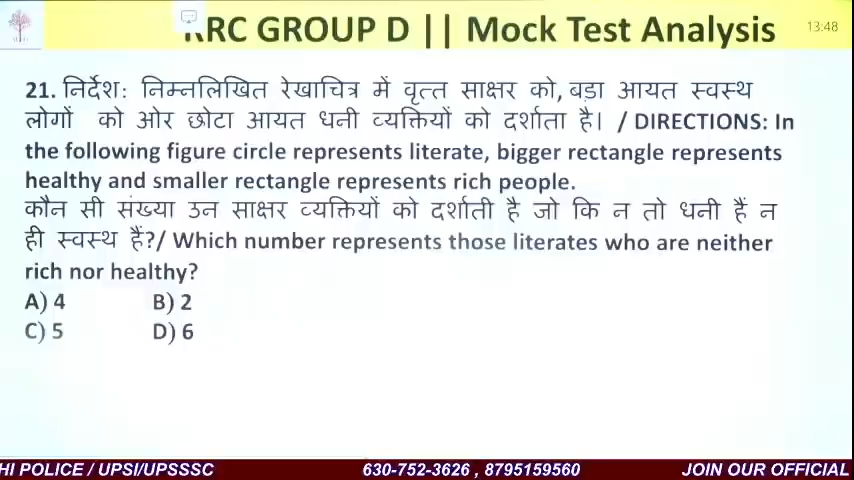 RRC GROUP D || Mock Test Analysis
13:48
21. निर्देश: निम्नलिखित रेखाचित्र में वृत्त साक्षर को, बड़ा आयत स्वस्थ
लोगों को ओर छोटा आयत धनी व्यक्तियों को दर्शाता है। / DIRECTIONS: In
the following figure circle represents literate, bigger rectangle represents
healthy and smaller rectangle represents rich people.
कौन सी संख्या उन साक्षर व्यक्तियों को दर्शाती है जो कि न तो धनी हैं न
ही स्वस्थ हैं?/ Which number represents those literates who are neither
rich nor healthy?
A) 4 B) 2
C) 5 D) 6
HI POLICE / UPSI/UPSSSC 630-752-3626 , 8795159560 JOIN OUR OFFICIAL